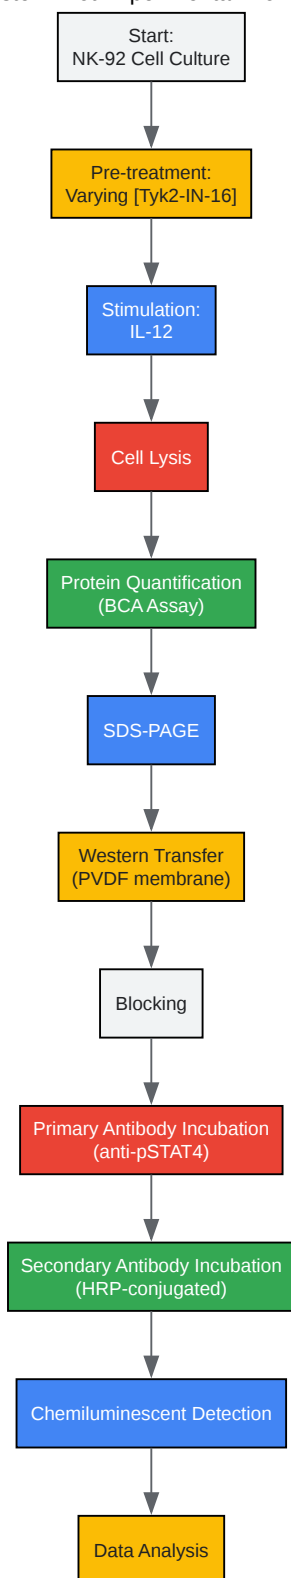 Start:
NK-92 Cell Culture
Pre-treatment:
Varying [Tyk2-IN-16]
Stimulation:
IL-12
Cell Lysis
Protein Quantification
(BCA Assay)
SDS-PAGE
Western Transfer
(PVDF membrane)
Blocking
Primary Antibody Incubation
(anti-pSTAT4)
Secondary Antibody Incubation
(HRP-conjugated)
Chemiluminescent Detection
Data Analysis